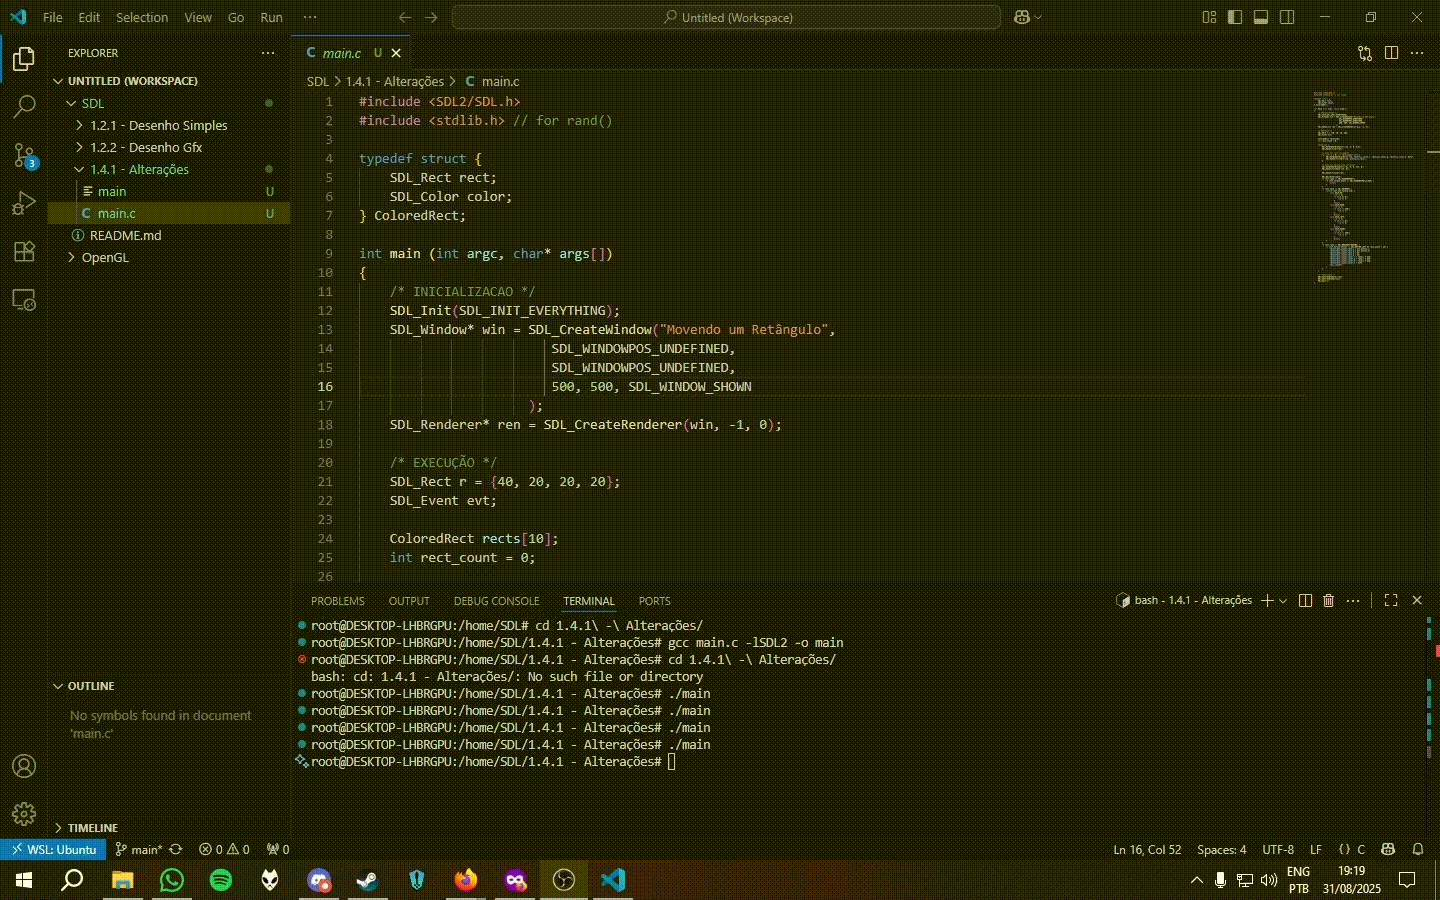 File Edit Selection View Go Run ··· Untitled (Workspace)
EXPLORER ···
UNTITLED (WORKSPACE)
SDL
1.2.1 - Desenho Simples
1.2.2 - Desenho Gfx
1.4.1 - Alterações
main U
main.c U
README.md
OpenGL
OUTLINE
No symbols found in document
'main.c'
TIMELINE
C main.c U
SDL > 1.4.1 - Alterações > C main.c
1 #include <SDL2/SDL.h>
2 #include <stdlib.h> // for rand()
3
4 typedef struct {
5 SDL_Rect rect;
6 SDL_Color color;
7 } ColoredRect;
8
9 int main (int argc, char* args[])
10 {
11 /* INICIALIZACAO */
12 SDL_Init(SDL_INIT_EVERYTHING);
13 SDL_Window* win = SDL_CreateWindow("Movendo um Retângulo",
14 SDL_WINDOWPOS_UNDEFINED,
15 SDL_WINDOWPOS_UNDEFINED,
16 500, 500, SDL_WINDOW_SHOWN
17 );
18 SDL_Renderer* ren = SDL_CreateRenderer(win, -1, 0);
19
20 /* EXECUÇÃO */
21 SDL_Rect r = {40, 20, 20, 20};
22 SDL_Event evt;
23
24 ColoredRect rects[10];
25 int rect_count = 0;
26
PROBLEMS OUTPUT DEBUG CONSOLE TERMINAL PORTS bash - 1.4.1 - Alterações
root@DESKTOP-LHBRGPU:/home/SDL# cd 1.4.1\ -\ Alterações/
root@DESKTOP-LHBRGPU:/home/SDL/1.4.1 - Alterações# gcc main.c -lSDL2 -o main
root@DESKTOP-LHBRGPU:/home/SDL/1.4.1 - Alterações# cd 1.4.1\ -\ Alterações/
bash: cd: 1.4.1 - Alterações/: No such file or directory
root@DESKTOP-LHBRGPU:/home/SDL/1.4.1 - Alterações# ./main
root@DESKTOP-LHBRGPU:/home/SDL/1.4.1 - Alterações# ./main
root@DESKTOP-LHBRGPU:/home/SDL/1.4.1 - Alterações# ./main
root@DESKTOP-LHBRGPU:/home/SDL/1.4.1 - Alterações# ./main
root@DESKTOP-LHBRGPU:/home/SDL/1.4.1 - Alterações#
3
WSL: Ubuntu main* 0 0 0 Ln 16, Col 52 Spaces: 4 UTF-8 LF {} C
ENG 19:19
PTB 31/08/2025